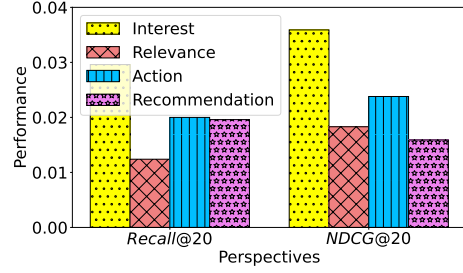 0.04
0.03
0.02
0.01
0.00
Performance
Interest
Relevance
Action
Recommendation
Recall@20
NDCG@20
Perspectives